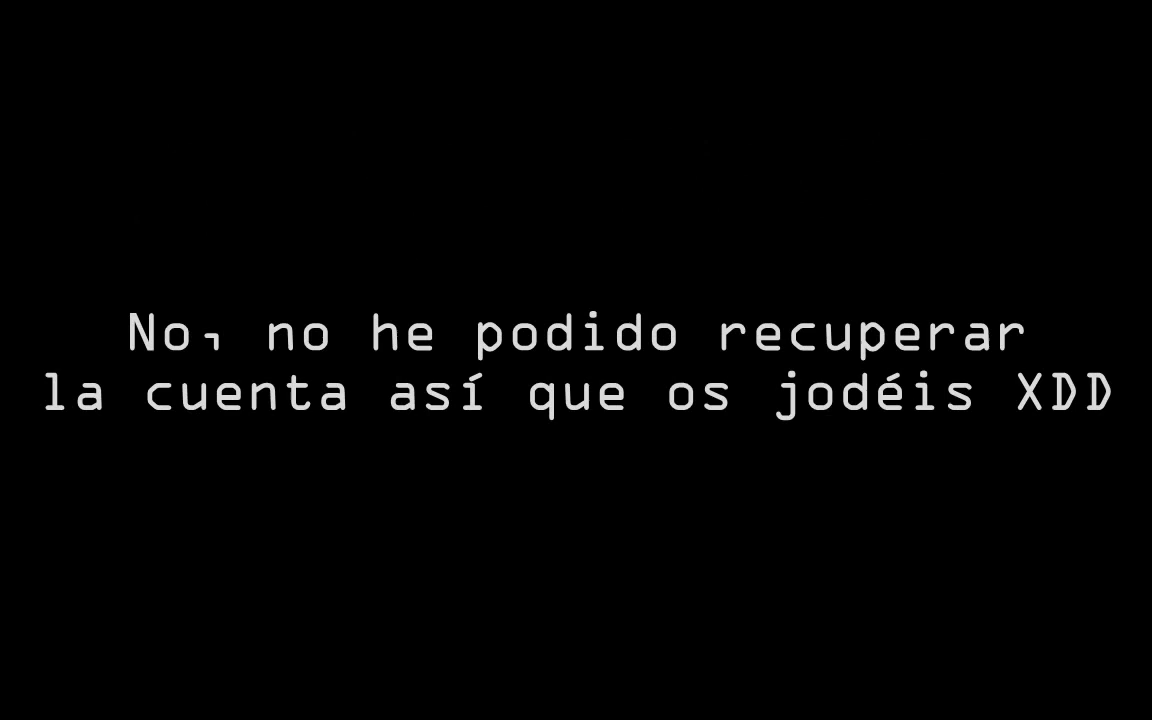 No, no he podido recuperar
la cuenta así que os jodéis XDD